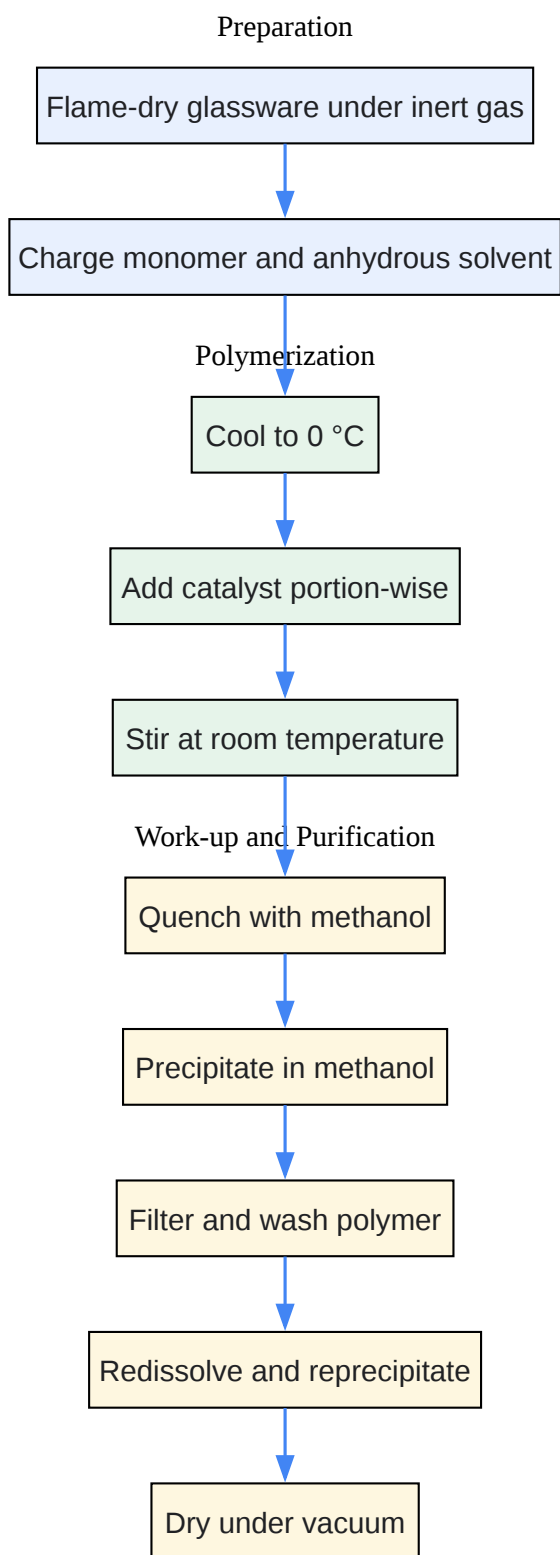 Preparation
Flame-dry glassware under inert gas
Charge monomer and anhydrous solvent
Polymerization
Cool to 0 °C
Add catalyst portion-wise
Stir at room temperature
Work-up and Purification
Quench with methanol
Precipitate in methanol
Filter and wash polymer
Redissolve and reprecipitate
Dry under vacuum